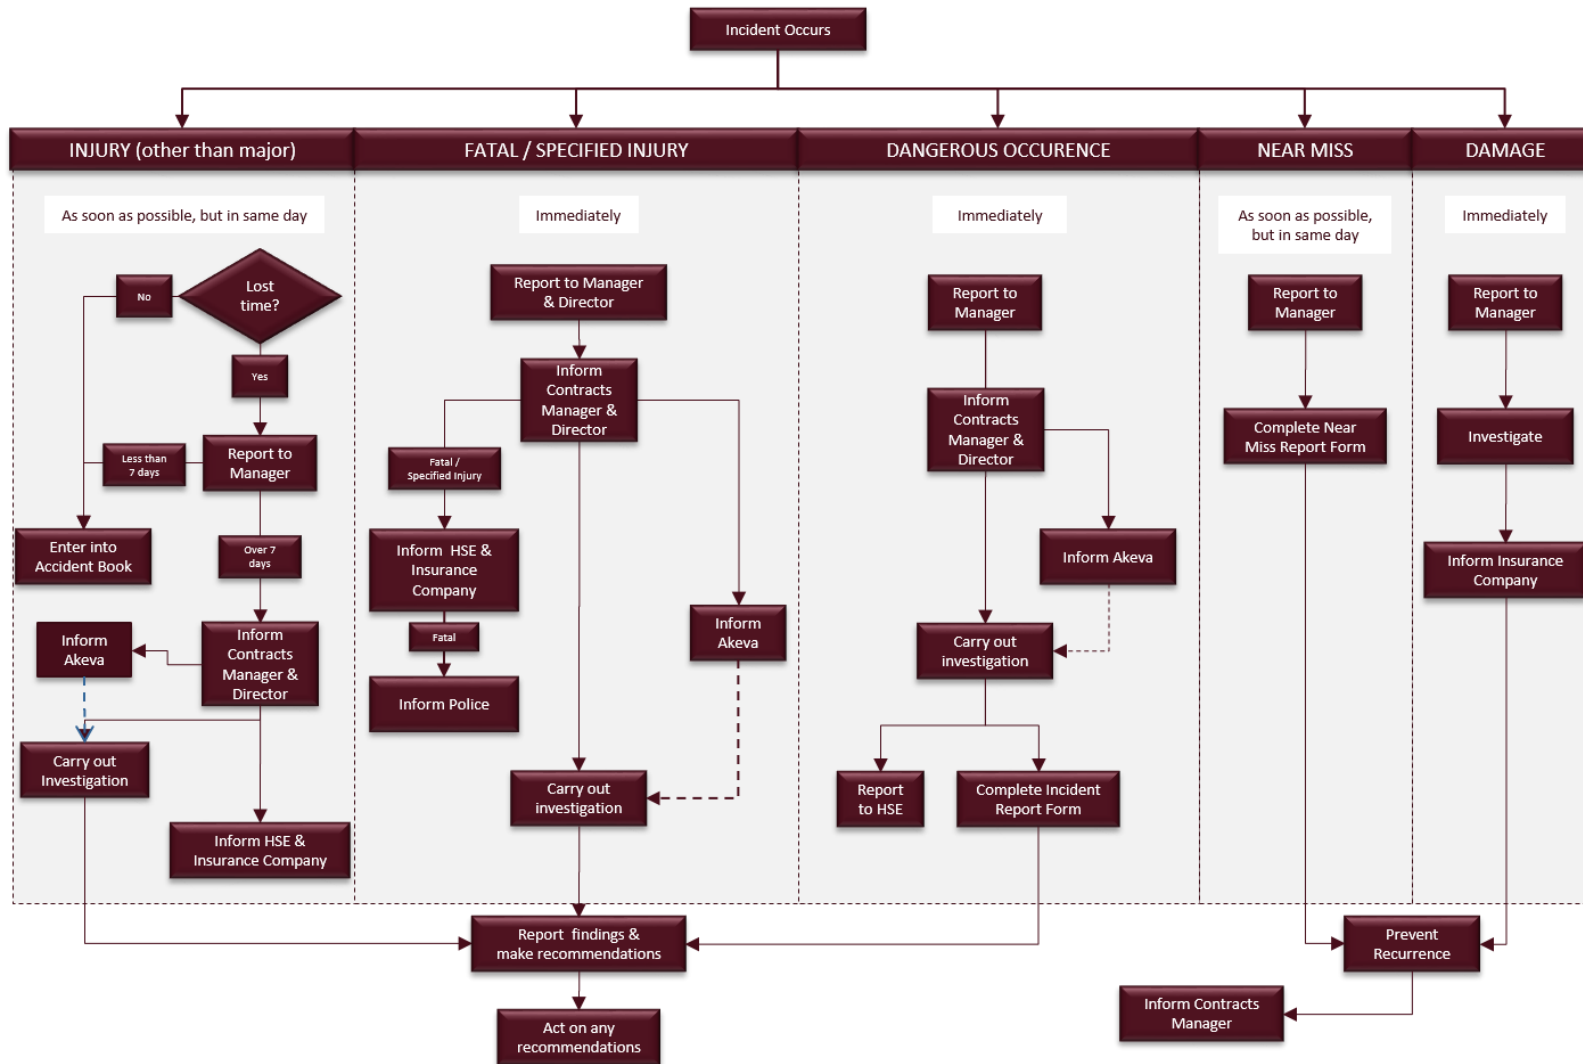 Incident Occurs
INJURY (other than major)
FATAL / SPECIFIED INJURY
DANGEROUS OCCURENCE
NEAR MISS
DAMAGE
As soon as possible, but in same day
Immediately
Immediately
As soon as possible,
but in same day
Immediately
Lost
time?
No
Yes
Report to
Manager
Less than
7 days
Over 7
days
Enter into
Accident Book
Inform
Contracts
Manager &
Director
Inform
Akeva
Carry out
Investigation
Inform HSE &
Insurance Company
Report to Manager
& Director
Inform
Contracts
Manager &
Director
Fatal /
Specified Injury
Inform HSE &
Insurance
Company
Fatal
Inform Police
Inform
Akeva
Carry out
investigation
Report to
Manager
Inform
Contracts
Manager &
Director
Inform Akeva
Carry out
investigation
Report
to HSE
Complete Incident
Report Form
Report to
Manager
Complete Near
Miss Report Form
Report to
Manager
Investigate
Inform Insurance
Company
Report findings &
make recommendations
Act on any
recommendations
Prevent
Recurrence
Inform Contracts
Manager